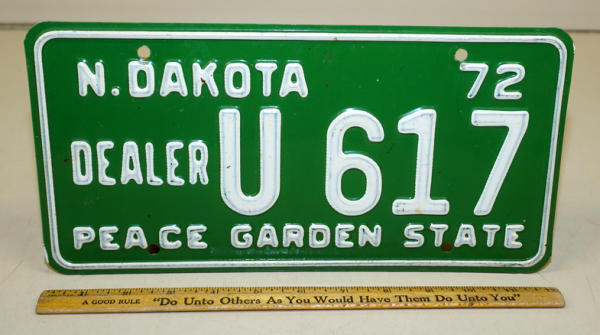 N. DAKOTA 72
DEALER U 617
PEACE GARDEN STATE
A GOOD RULE "Do Unto Others As You Would Have Them Do Unto You"